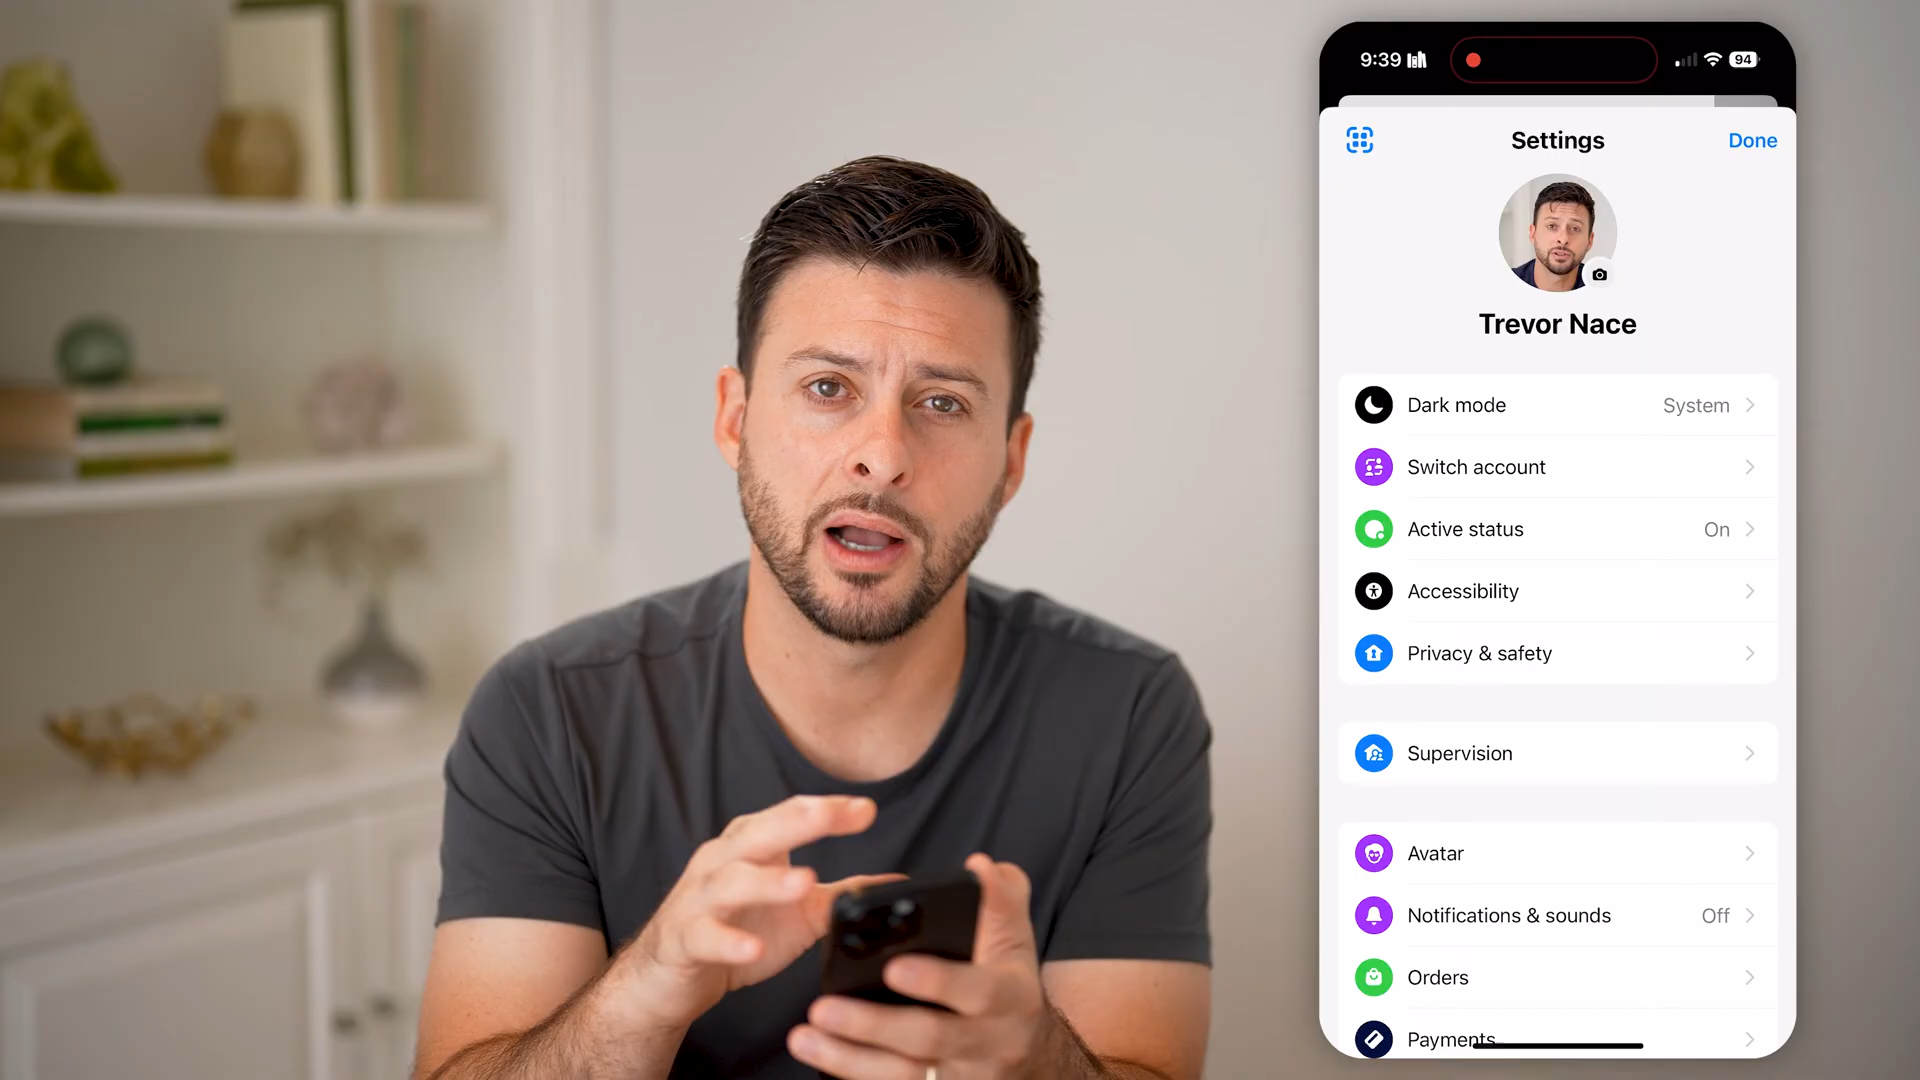 9:39
94
Settings
Done
Trevor Nace
Dark mode System
Switch account
Active status On
Accessibility
Privacy & safety
Supervision
Avatar
Notifications & sounds Off
Orders
Payments